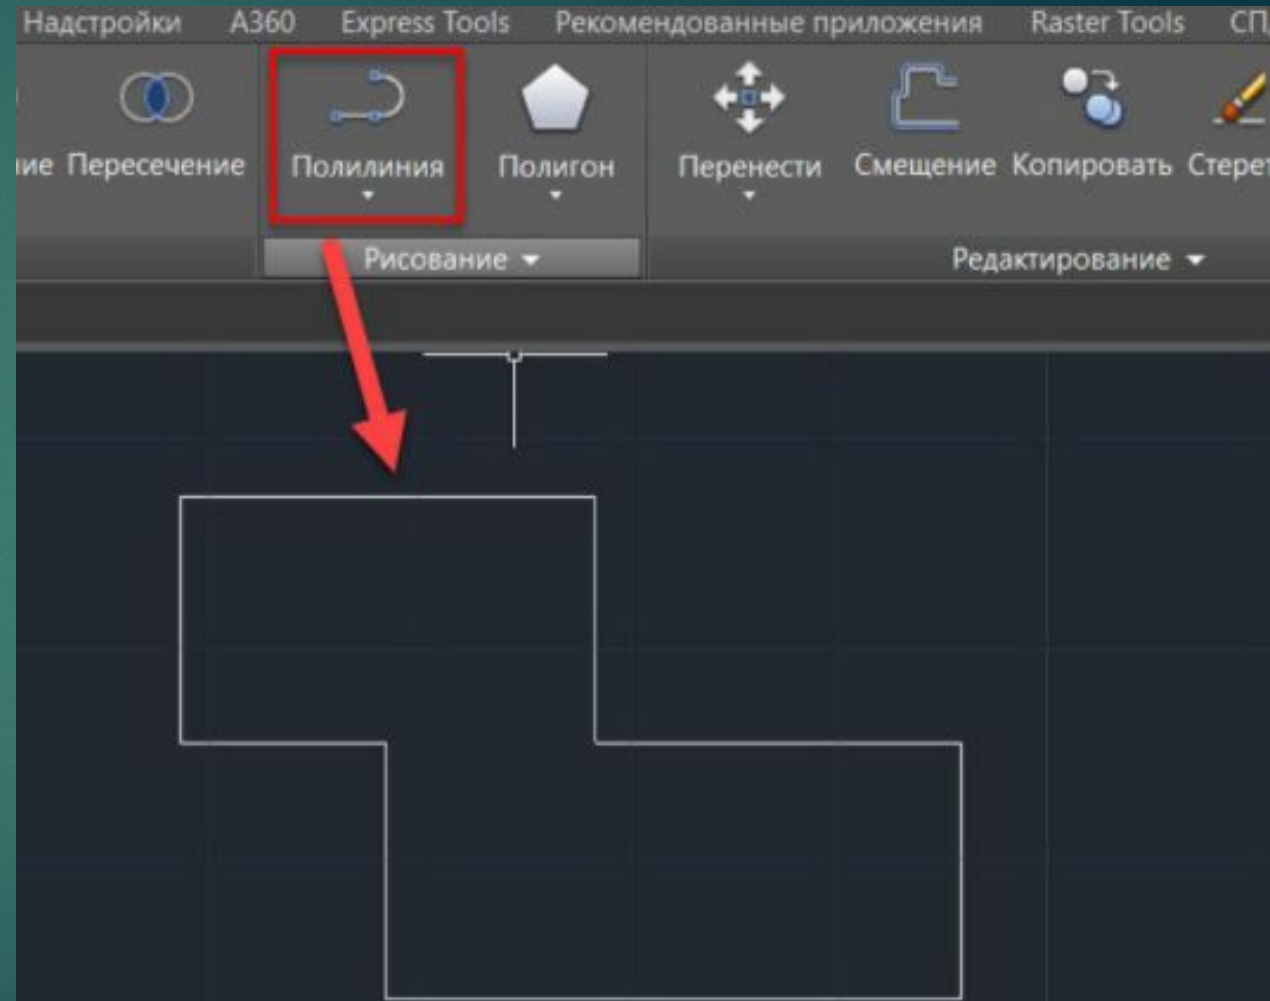 Надстройки A360 Express Tools Рекомендованные приложения Raster Tools
Пересечение Полилиния Полигон Перенести Смещение Копировать
Рисование Редактирование